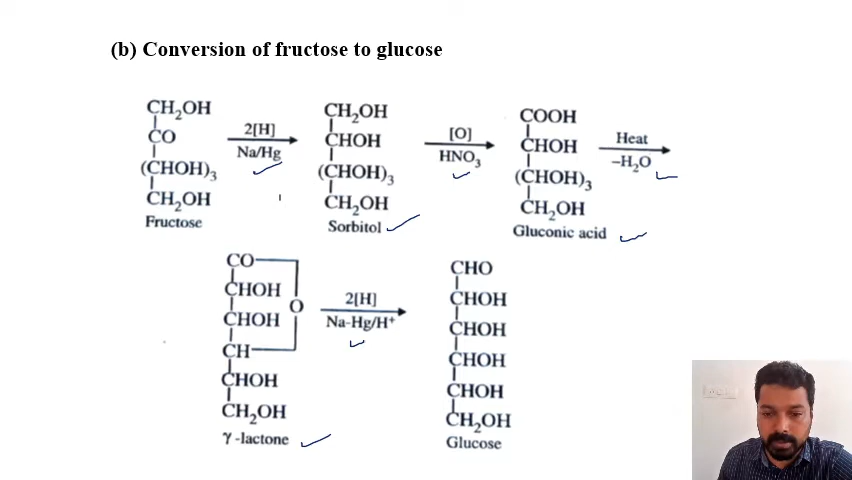 (b) Conversion of fructose to glucose
CH₂OH
CO
(CHOH)₃
CH₂OH
Fructose
2[H]
Na/Hg
CH₂OH
CHOH
(CHOH)₃
CH₂OH
Sorbitol
[O]
HNO₃
COOH
CHOH
(CHOH)₃
CH₂OH
Gluconic acid
Heat
–H₂O
CO
CHOH
CHOH
O
CH
CHOH
CH₂OH
γ-lactone
2[H]
Na-Hg/H⁺
CHO
CHOH
CHOH
CHOH
CHOH
CH₂OH
Glucose